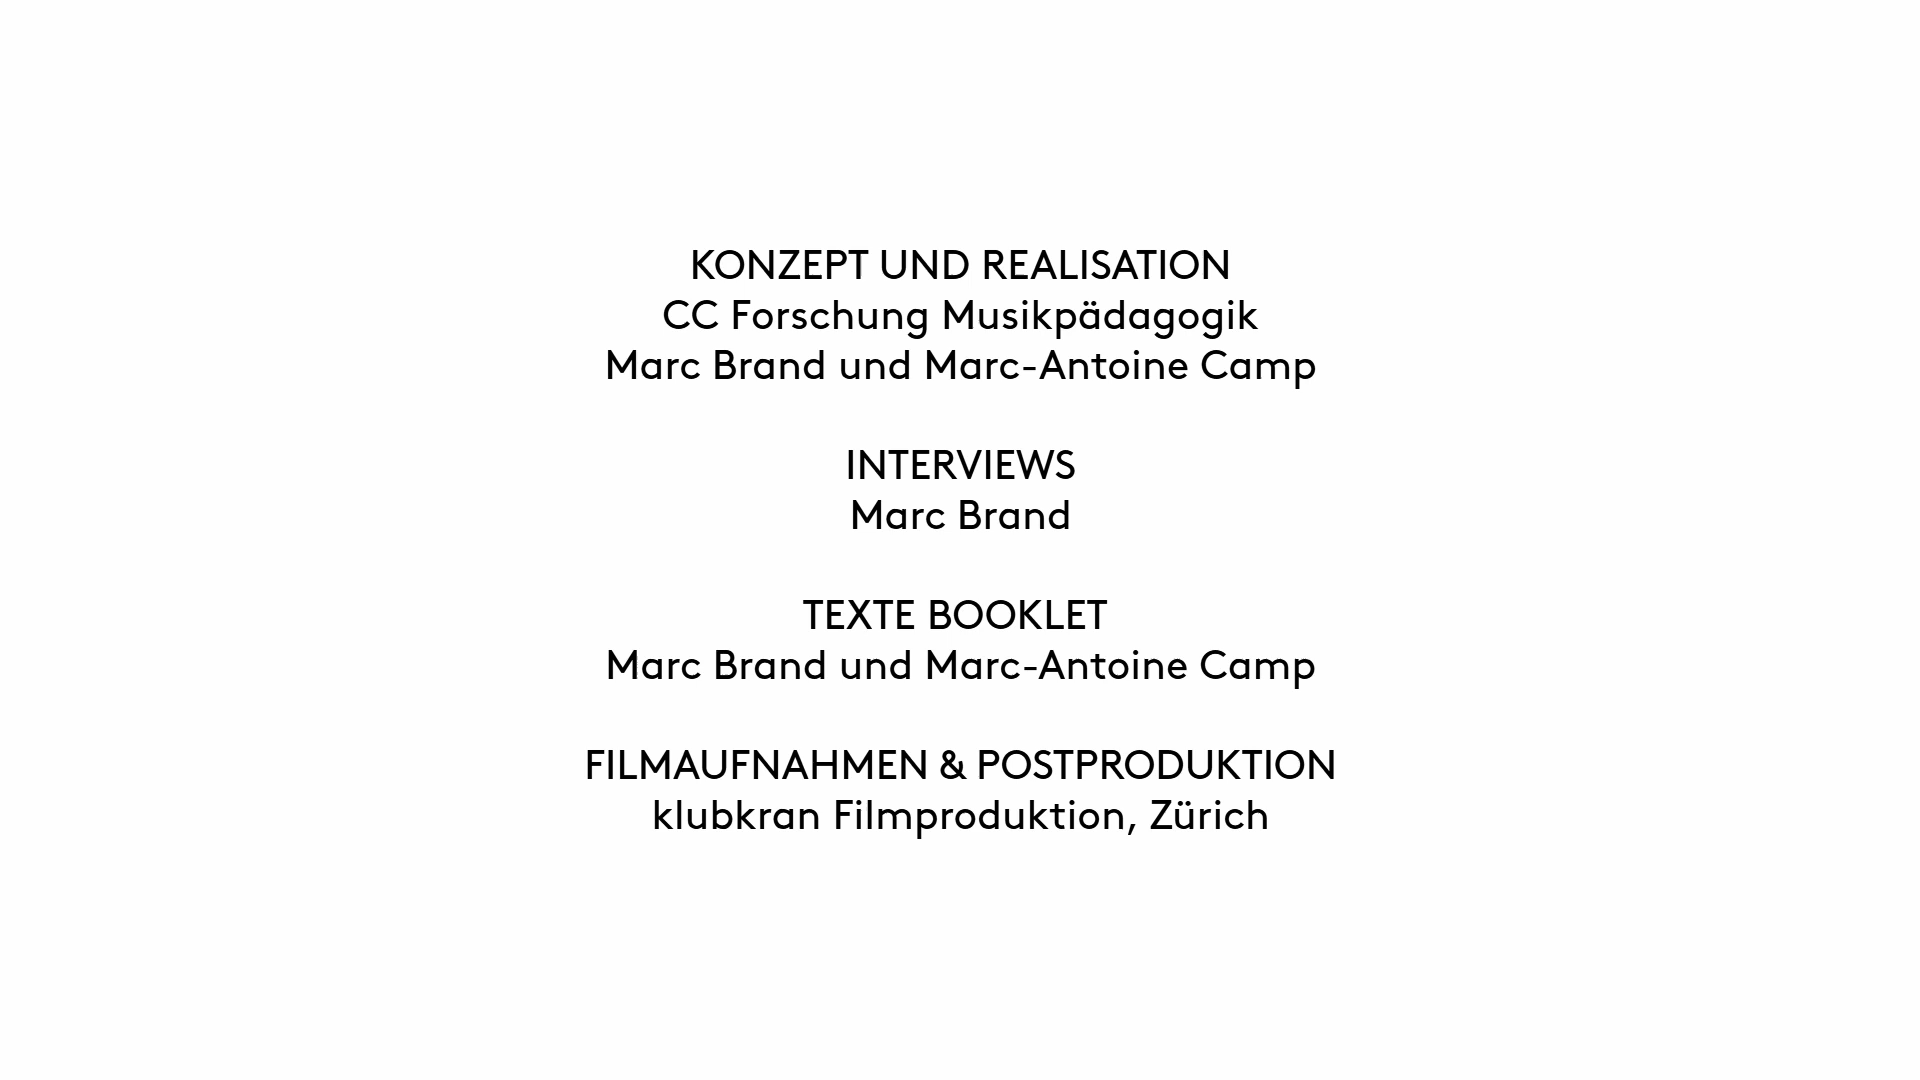 KONZEPT UND REALISATION
CC Forschung Musikpädagogik
Marc Brand und Marc-Antoine Camp
INTERVIEWS
Marc Brand
TEXTE BOOKLET
Marc Brand und Marc-Antoine Camp
FILMAUFNAHMEN & POSTPRODUKTION
klubkran Filmproduktion, Zürich